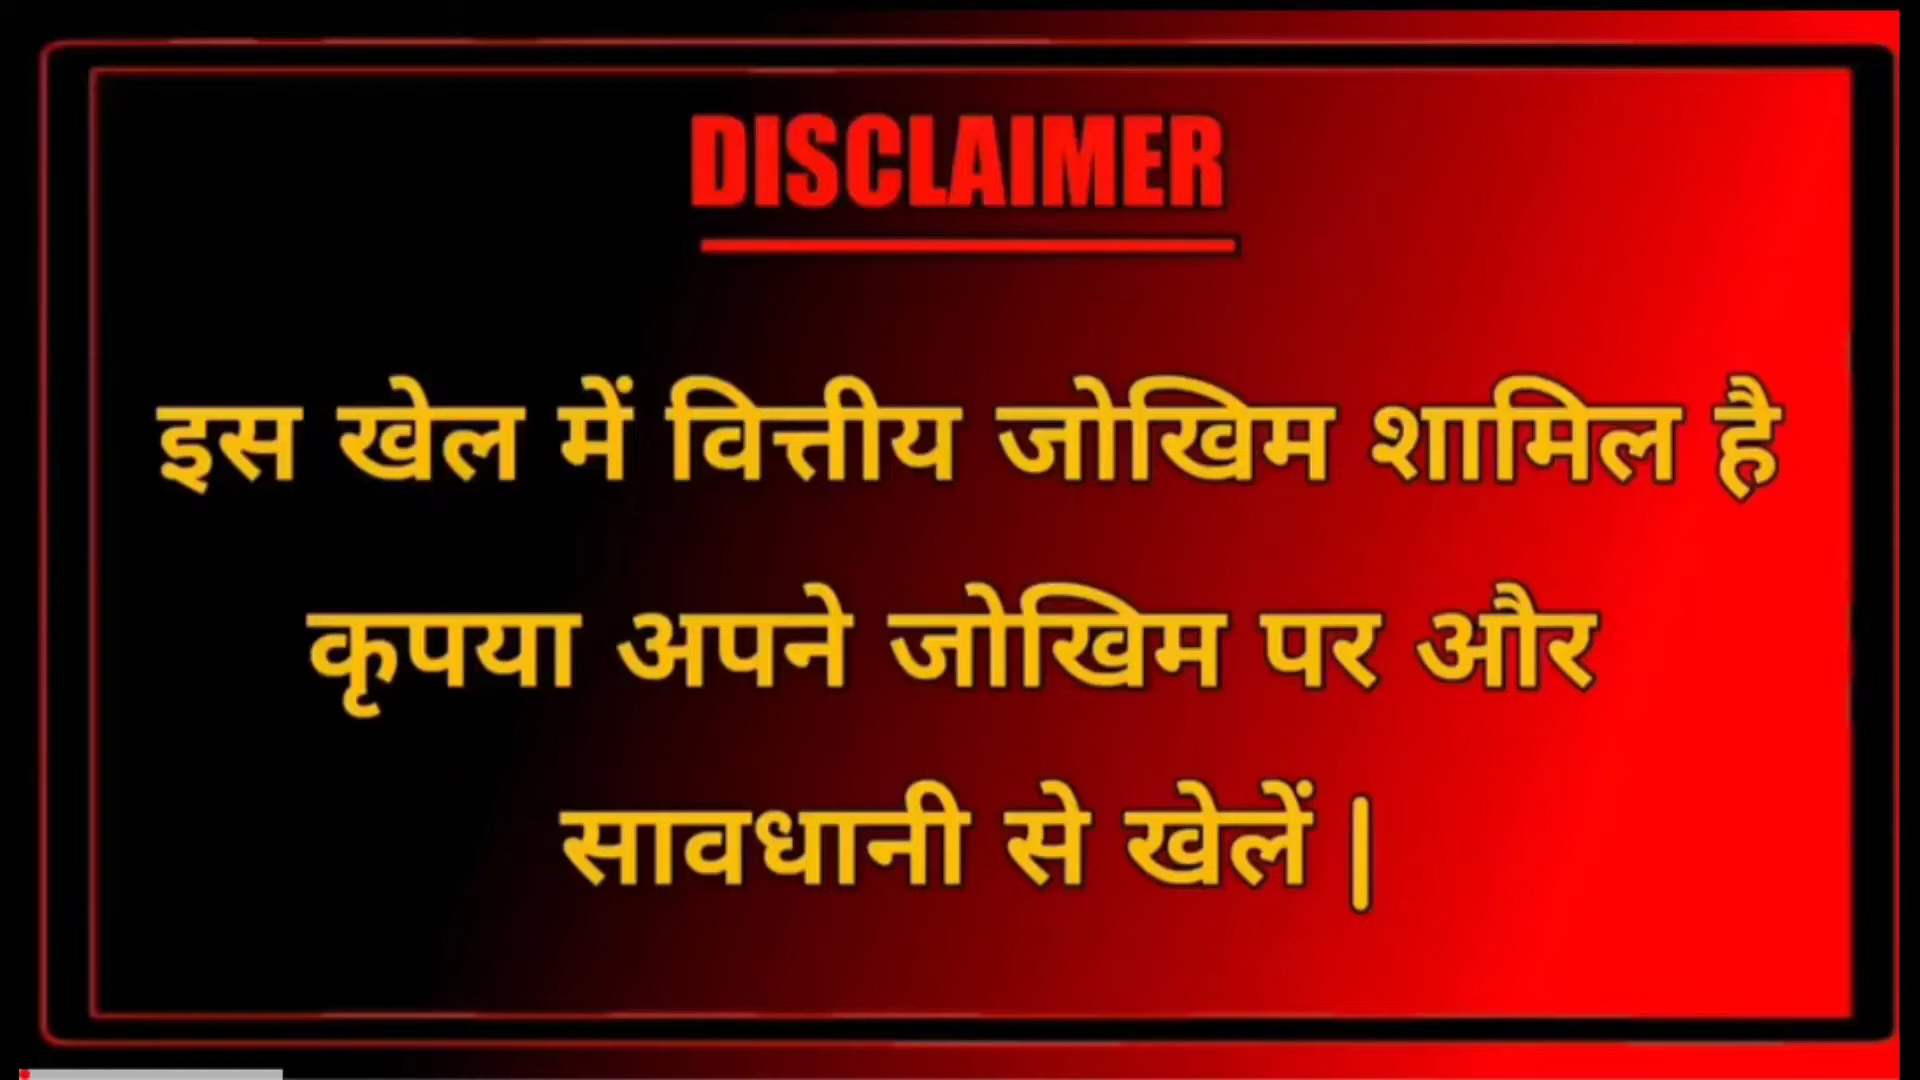 DISCLAIMER
इस खेल में वित्तीय जोखिम शामिल है
कृपया अपने जोखिम पर और
सावधानी से खेलें |